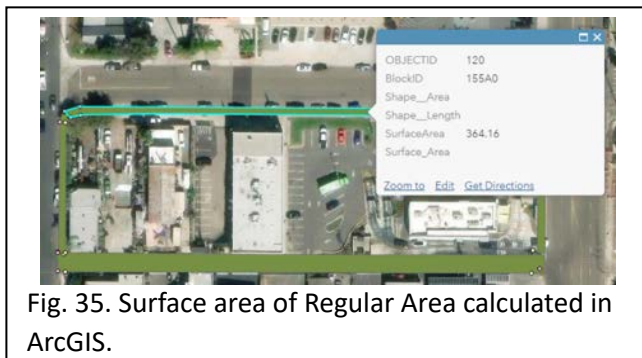 OBJECTID 120
BlockID 155A0
Shape__Area
Shape__Length
SurfaceArea 364.16
Surface_Area
Zoom to Edit Get Directions
Fig. 35. Surface area of Regular Area calculated in
ArcGIS.